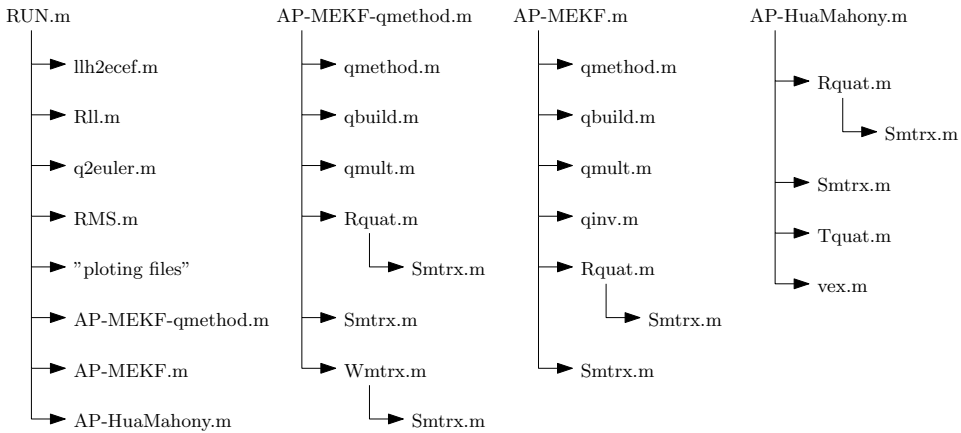 RUN.m
llh2ecef.m
Rll.m
q2euler.m
RMS.m
"ploting files"
AP-MEKF-qmethod.m
AP-MEKF.m
AP-HuaMahony.m
AP-MEKF-qmethod.m
qmethod.m
qbuild.m
qmult.m
Rquat.m
Smtrx.m
Smtrx.m
Wmtrx.m
Smtrx.m
AP-MEKF.m
qmethod.m
qbuild.m
qmult.m
qinv.m
Rquat.m
Smtrx.m
Smtrx.m
AP-HuaMahony.m
Rquat.m
Smtrx.m
Smtrx.m
Tquat.m
vex.m